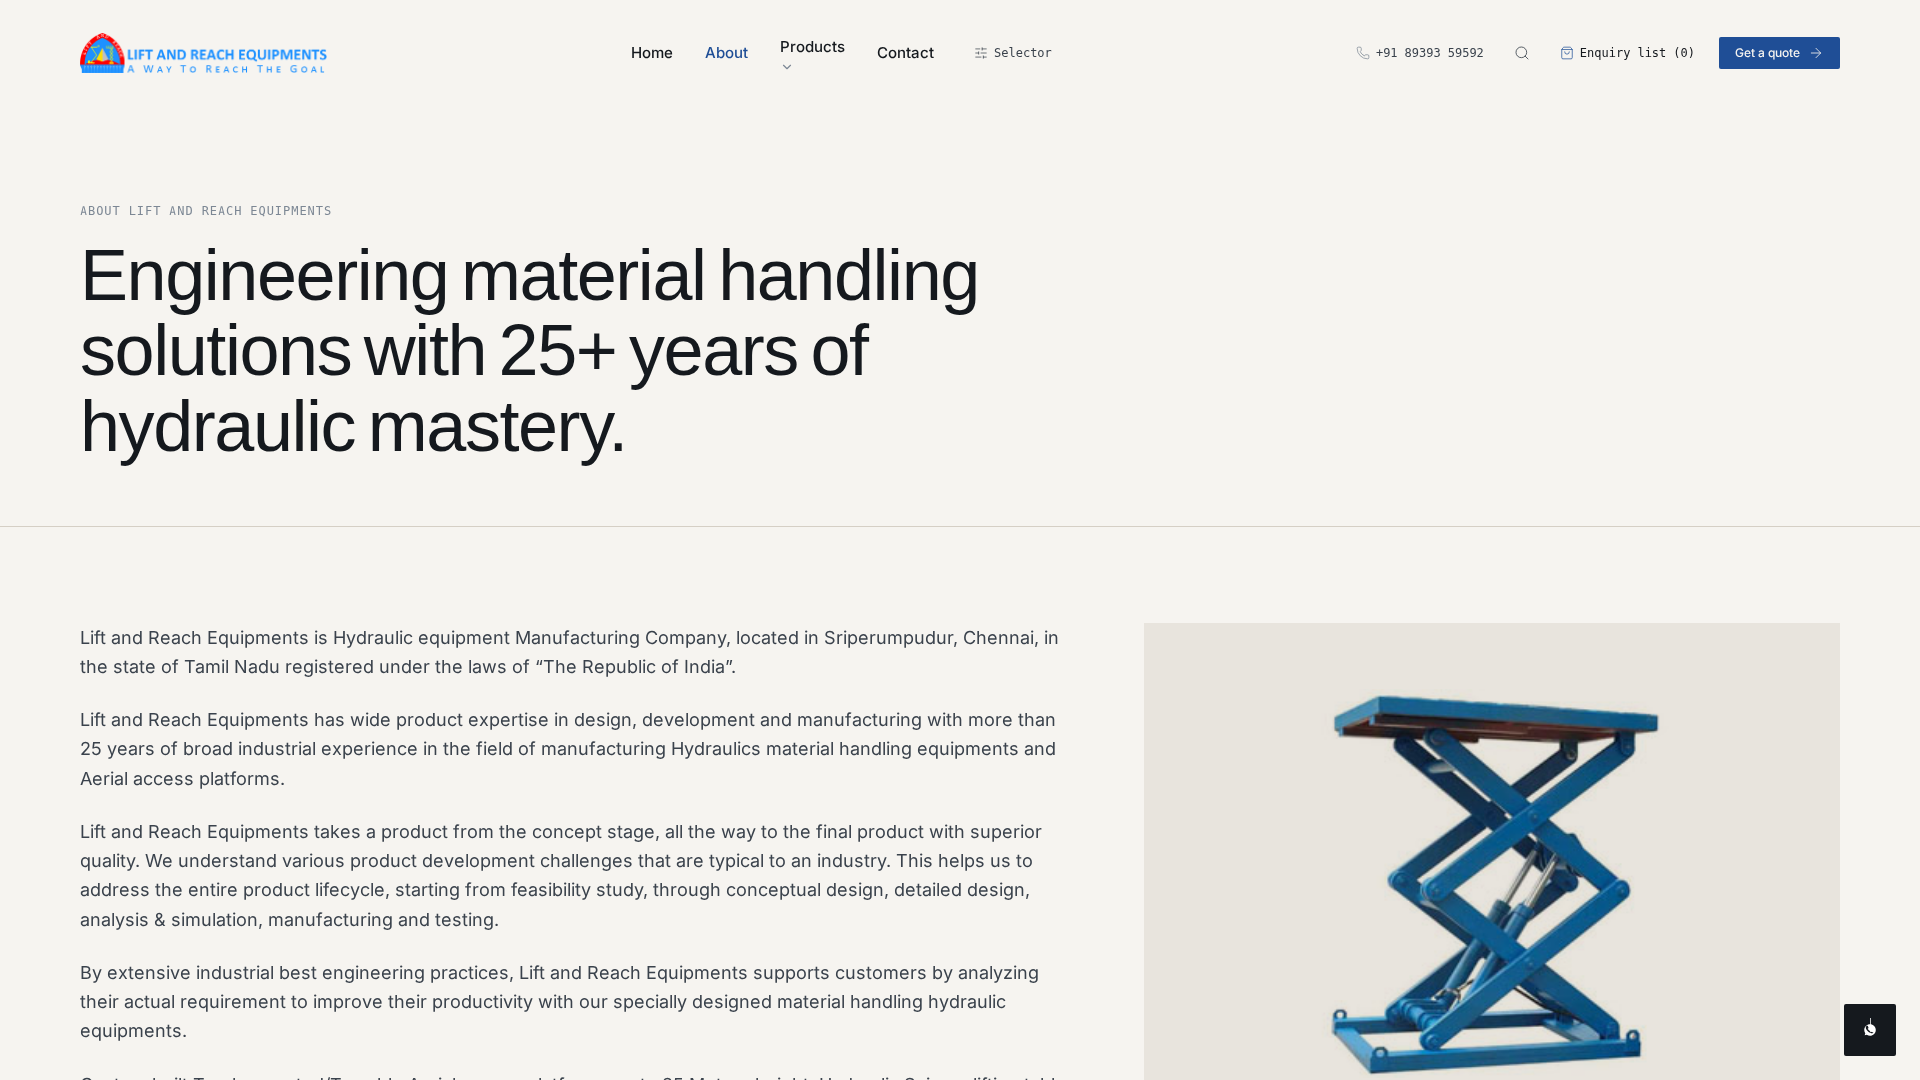 LIFT AND REACH EQUIPMENTS
A WAY TO REACH THE GOAL
Home
About
Products
Contact
Selector
+91 89393 59592
Enquiry list (0)
Get a quote
ABOUT LIFT AND REACH EQUIPMENTS
Engineering material handling
solutions with 25+ years of
hydraulic mastery.
Lift and Reach Equipments is Hydraulic equipment Manufacturing Company, located in Sriperumpudur, Chennai, in
the state of Tamil Nadu registered under the laws of “The Republic of India”.
Lift and Reach Equipments has wide product expertise in design, development and manufacturing with more than
25 years of broad industrial experience in the field of manufacturing Hydraulics material handling equipments and
Aerial access platforms.
Lift and Reach Equipments takes a product from the concept stage, all the way to the final product with superior
quality. We understand various product development challenges that are typical to an industry. This helps us to
address the entire product lifecycle, starting from feasibility study, through conceptual design, detailed design,
analysis & simulation, manufacturing and testing.
By extensive industrial best engineering practices, Lift and Reach Equipments supports customers by analyzing
their actual requirement to improve their productivity with our specially designed material handling hydraulic
equipments.